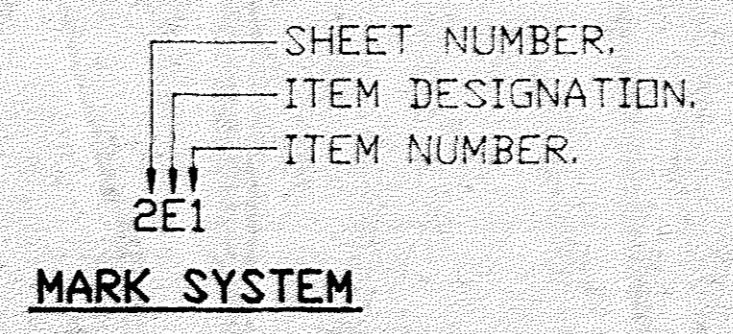 SHEET NUMBER.
ITEM DESIGNATION.
ITEM NUMBER.
2E1
MARK SYSTEM